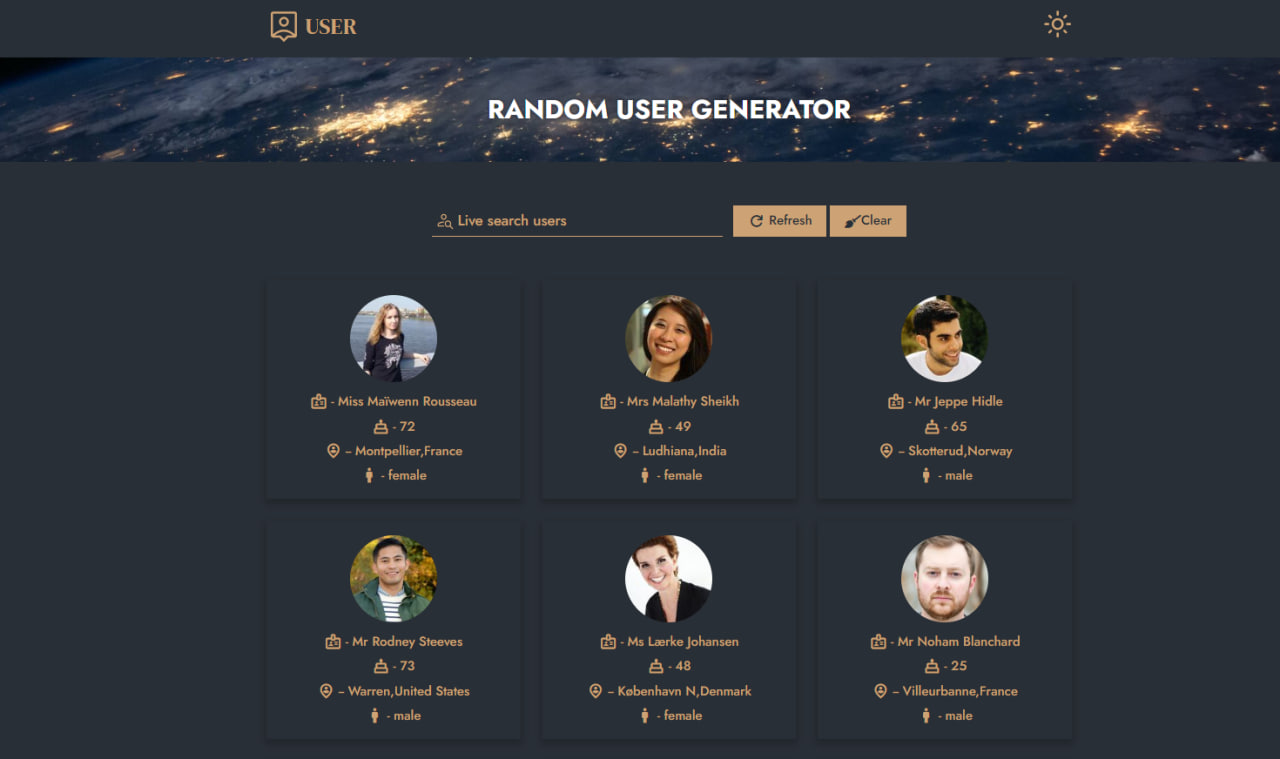 USER
RANDOM USER GENERATOR
Live search users
Refresh
Clear
- Miss Maïwenn Rousseau
- 72
– Montpellier,France
- female
- Mrs Malathy Sheikh
- 49
– Ludhiana,India
- female
- Mr Jeppe Hidle
- 65
– Skotterud,Norway
- male
- Mr Rodney Steeves
- 73
– Warren,United States
- male
- Ms Lærke Johansen
- 48
– København N,Denmark
- female
- Mr Noham Blanchard
- 25
– Villeurbanne,France
- male